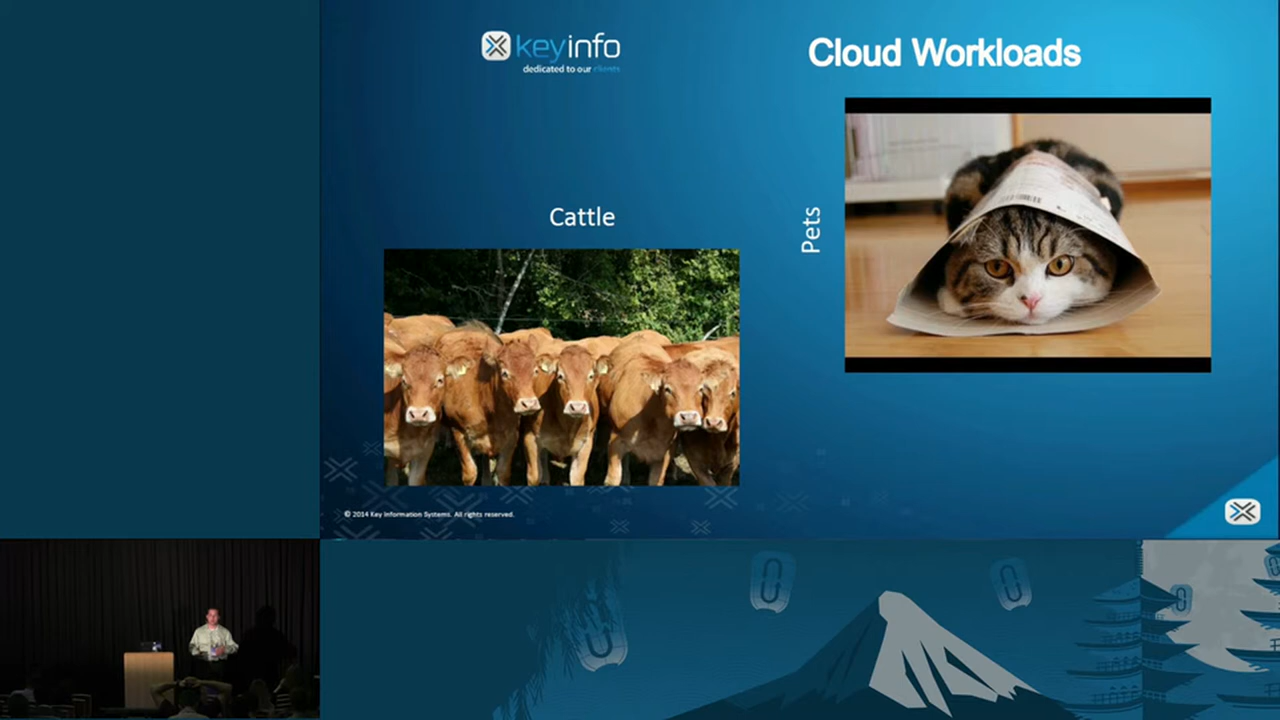 keyinfo
dedicated to our clients
Cloud Workloads
Cattle
Pets
© 2014 Key Information Systems. All rights reserved.